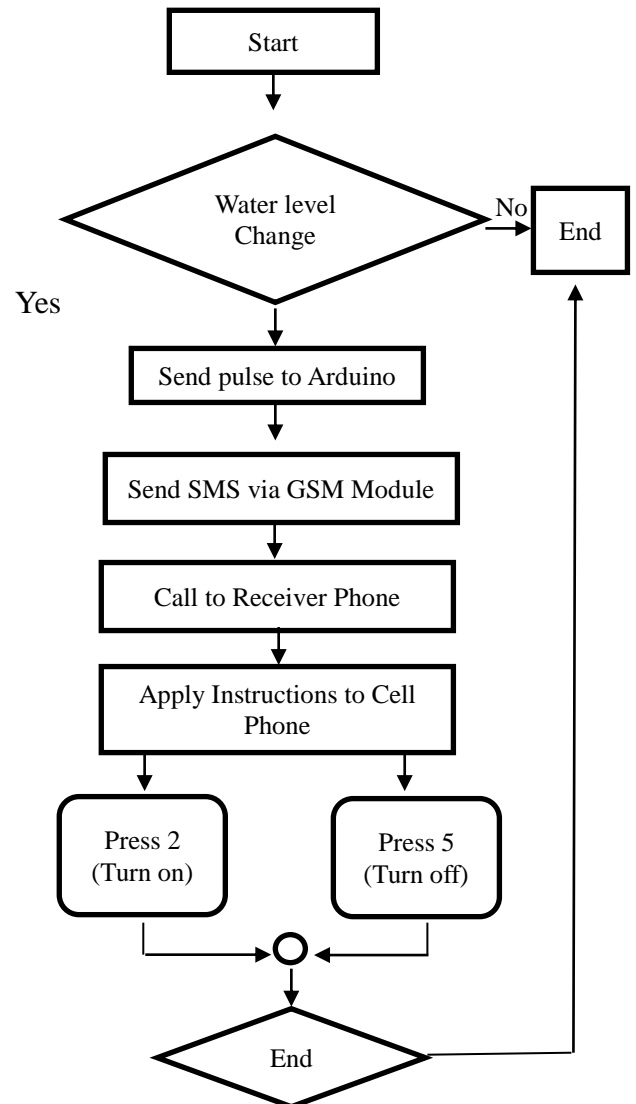 Start
Water level
Change
No
End
Yes
Send pulse to Arduino
Send SMS via GSM Module
Call to Receiver Phone
Apply Instructions to Cell
Phone
Press 2
(Turn on)
Press 5
(Turn off)
End